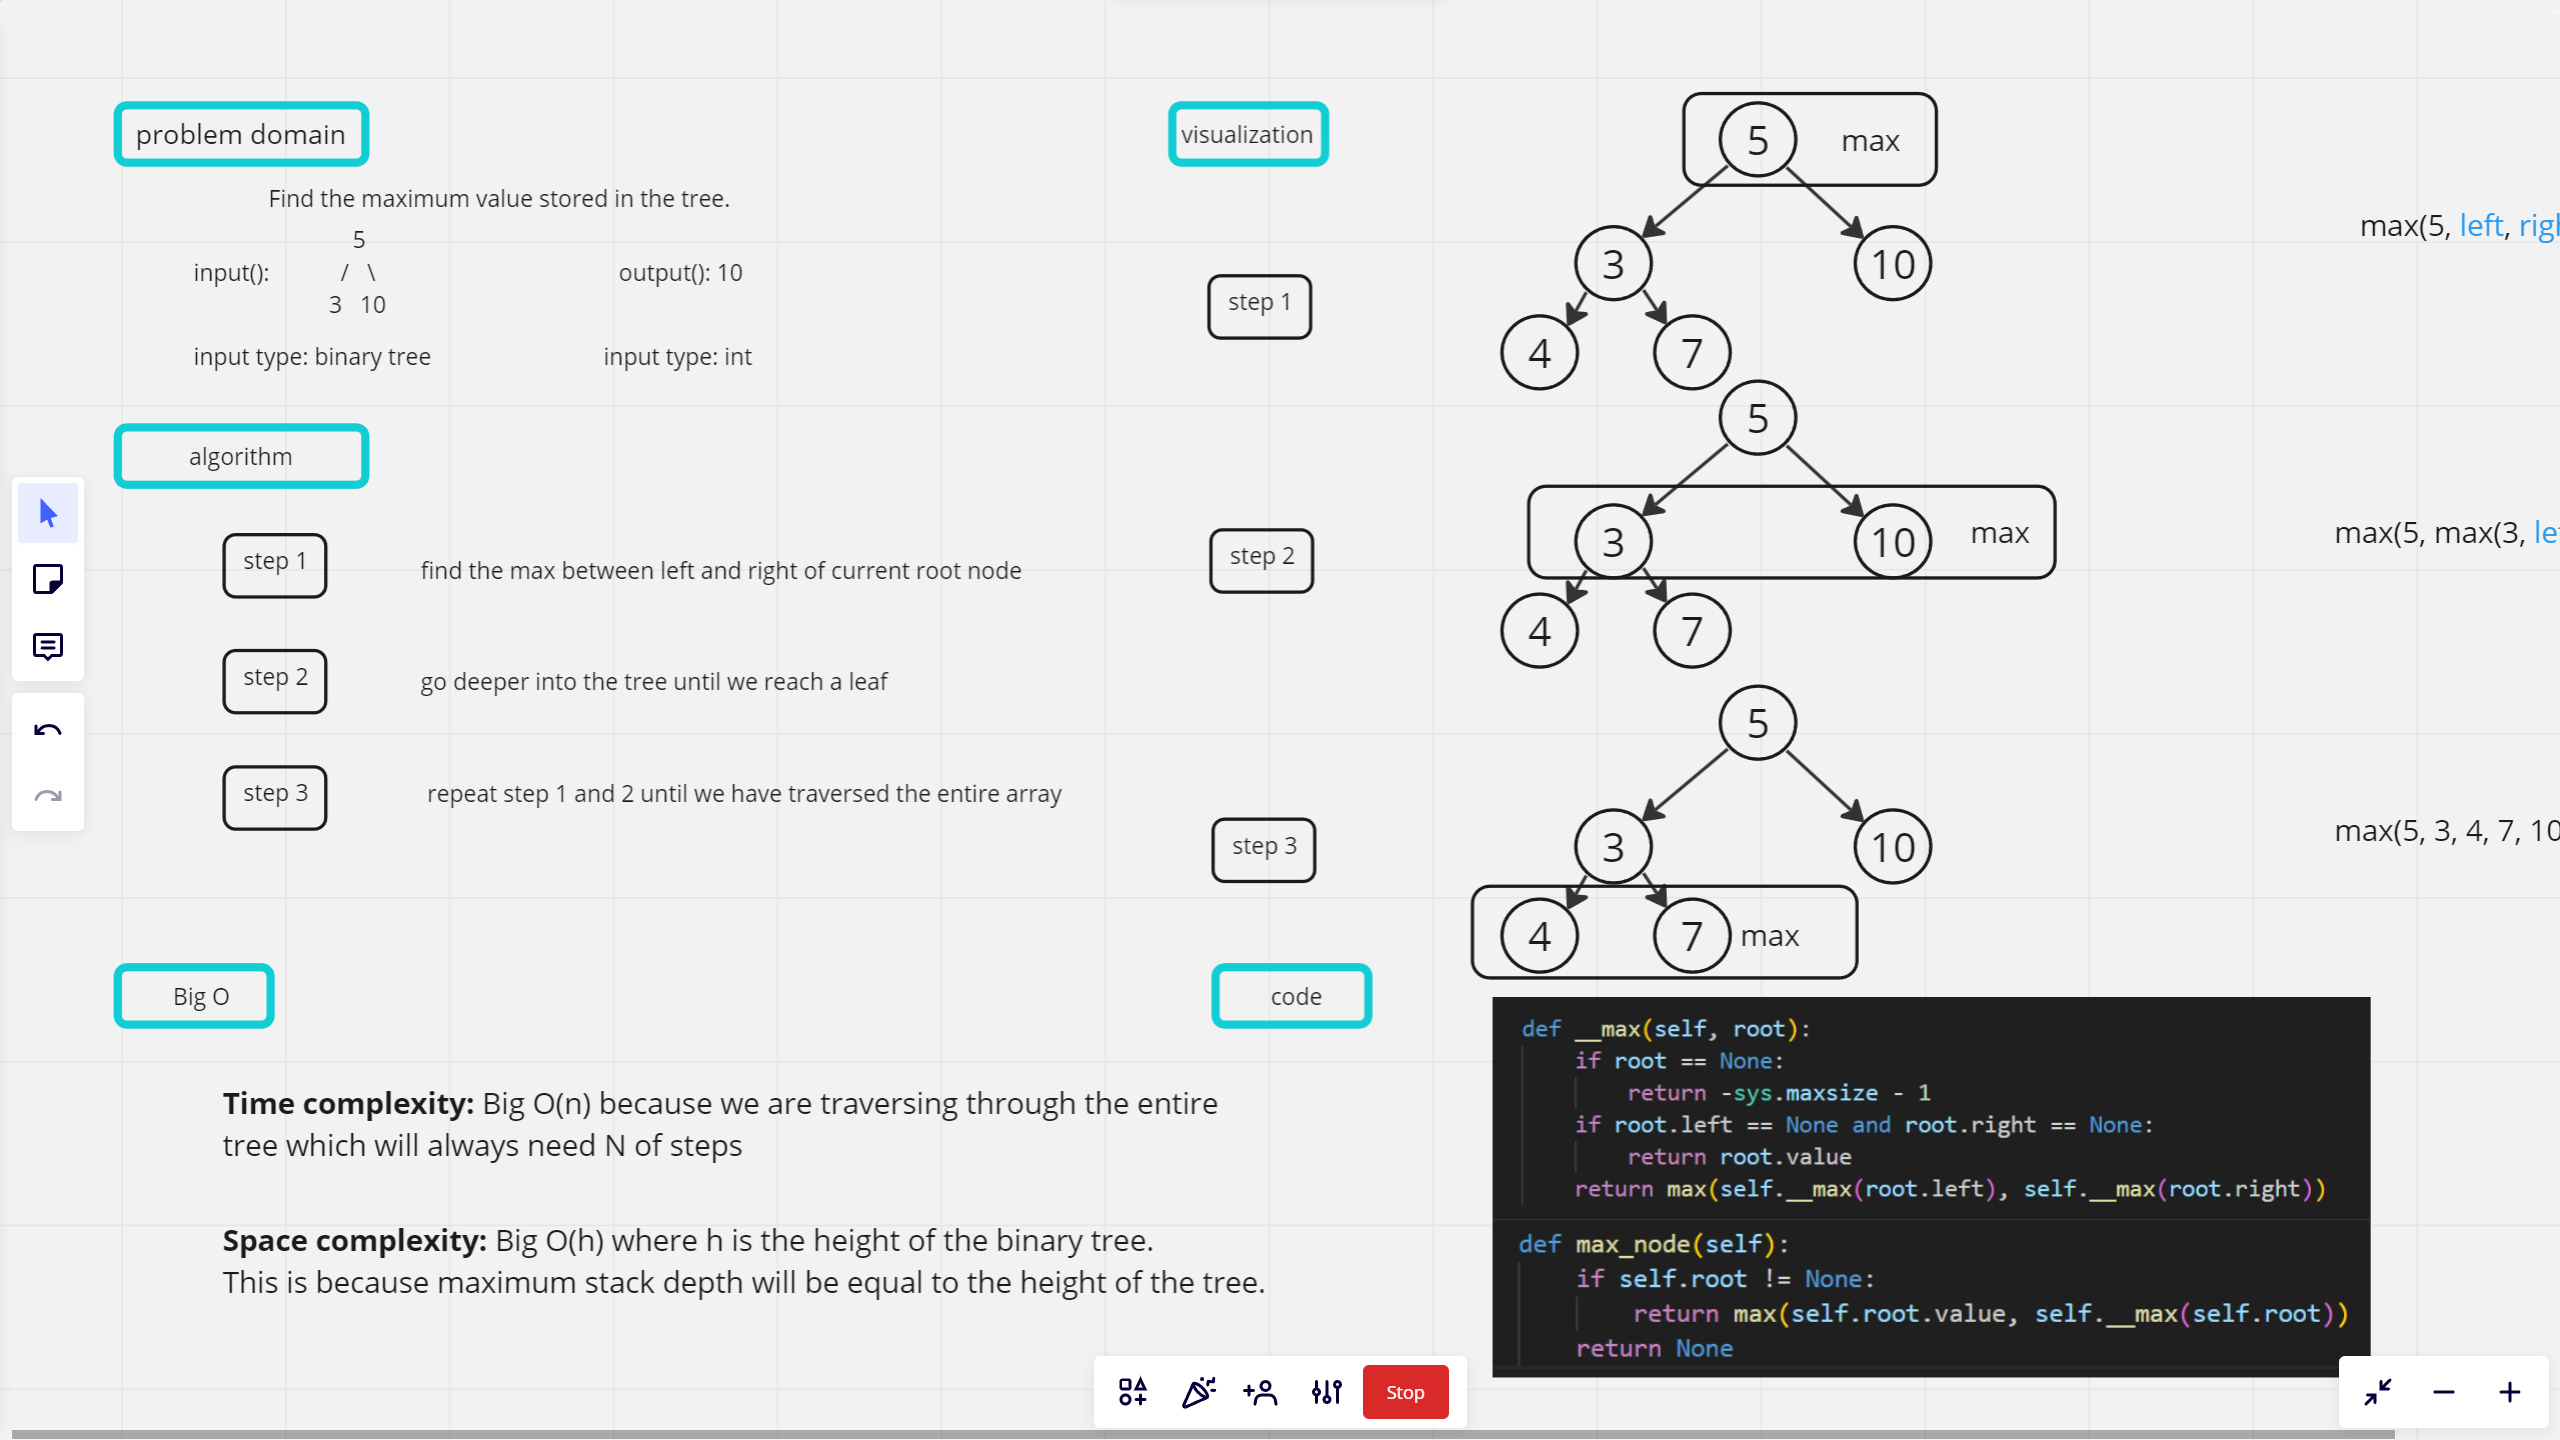 problem domain
Find the maximum value stored in the tree.
5
input(): / \ output(): 10
3 10
input type: binary tree input type: int
algorithm
step 1 find the max between left and right of current root node
step 2 go deeper into the tree until we reach a leaf
step 3 repeat step 1 and 2 until we have traversed the entire array
Big O
Time complexity: Big O(n) because we are traversing through the entire
tree which will always need N of steps
Space complexity: Big O(h) where h is the height of the binary tree.
This is because maximum stack depth will be equal to the height of the tree.
visualization
step 1
5 max
3 10
4 7
max(5, left,
step 2
5
3 10 max
4 7
max(5, max(3,
step 3
5
3 10
4 7 max
max(5, 3, 4, 7, 10
code
def __max(self, root):
if root == None:
return -sys.maxsize - 1
if root.left == None and root.right == None:
return root.value
return max(self.__max(root.left), self.__max(root.right))
def max_node(self):
if self.root != None:
return max(self.root.value, self.__max(self.root))
return None
Stop